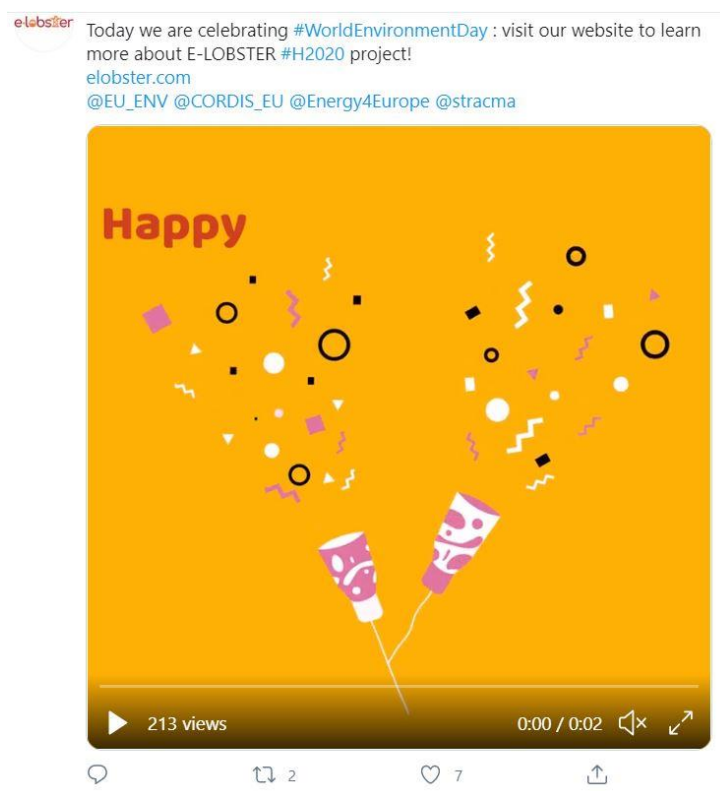 e-lobster
Today we are celebrating #WorldEnvironmentDay : visit our website to learn
more about E-LOBSTER #H2020 project!
elobster.com
@EU_ENV @CORDIS_EU @Energy4Europe @stracma
Happy
213 views
0:00 / 0:02
2
7